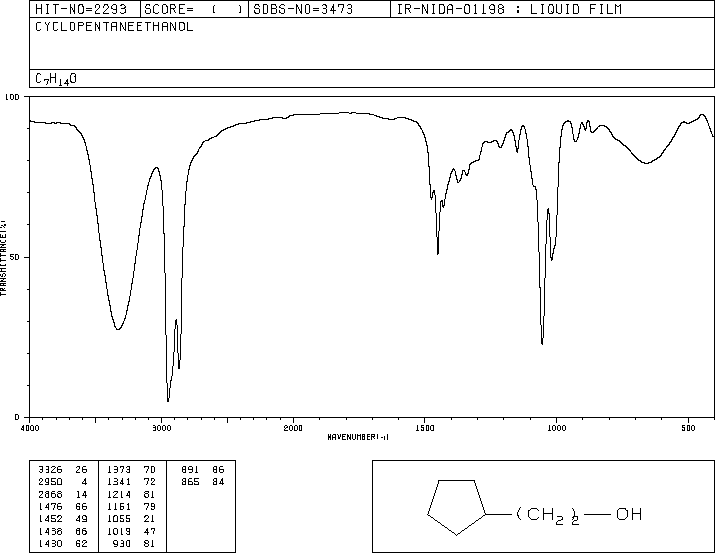 HIT-NO=2293 SCORE= ( ) SDBS-NO=3473 IR-NIDA-01198 : LIQUID FILM
CYCLOPENTANEETHANOL
C7H14O
100
50
0
TRANSMITTANCE(%)
4000 3000 2000 1500 1000 500
WAVENUMBER(-1)
3326 26 1373 70 891 86
2950 4 1341 72 865 84
2868 14 1214 81
1476 66 1151 79
1452 49 1055 21
1436 66 1019 47
1430 62 930 81
(CH2)2 OH